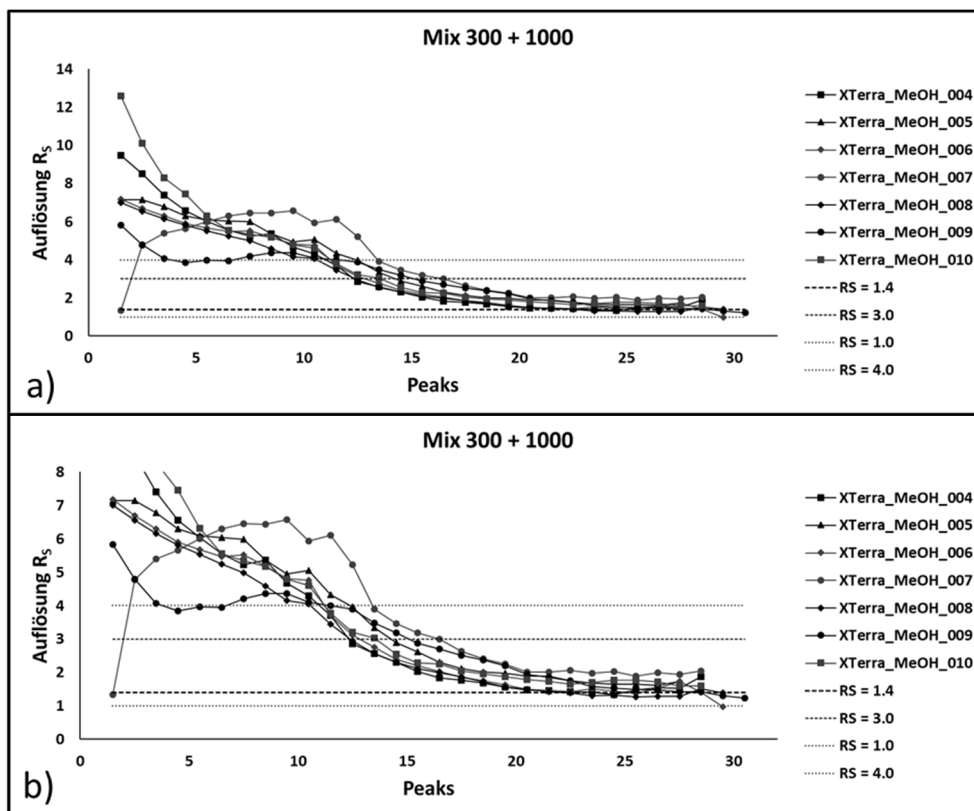 Mix 300 + 1000
14
12
10
8
6
4
2
0
Auflösung R_S
0 5 10 15 20 25 30
Peaks
XTerra_MeOH_004
XTerra_MeOH_005
XTerra_MeOH_006
XTerra_MeOH_007
XTerra_MeOH_008
XTerra_MeOH_009
XTerra_MeOH_010
RS = 1.4
RS = 3.0
RS = 1.0
RS = 4.0
a)
Mix 300 + 1000
8
7
6
5
4
3
2
1
0
Auflösung R_S
0 5 10 15 20 25 30
Peaks
XTerra_MeOH_004
XTerra_MeOH_005
XTerra_MeOH_006
XTerra_MeOH_007
XTerra_MeOH_008
XTerra_MeOH_009
XTerra_MeOH_010
RS = 1.4
RS = 3.0
RS = 1.0
RS = 4.0
b)